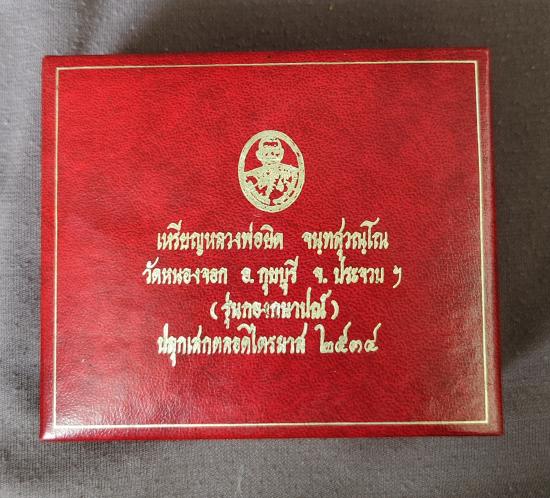 เหรียญหลวงพ่อยิด จนฺทสุวณฺโณ
วัดหนองจอก อ.กุยบุรี จ.ประจวบ ฯ
(รุ่นกองกษาปณ์)
ปลุกเสกตลอดไตรมาส ๒๕๓๔